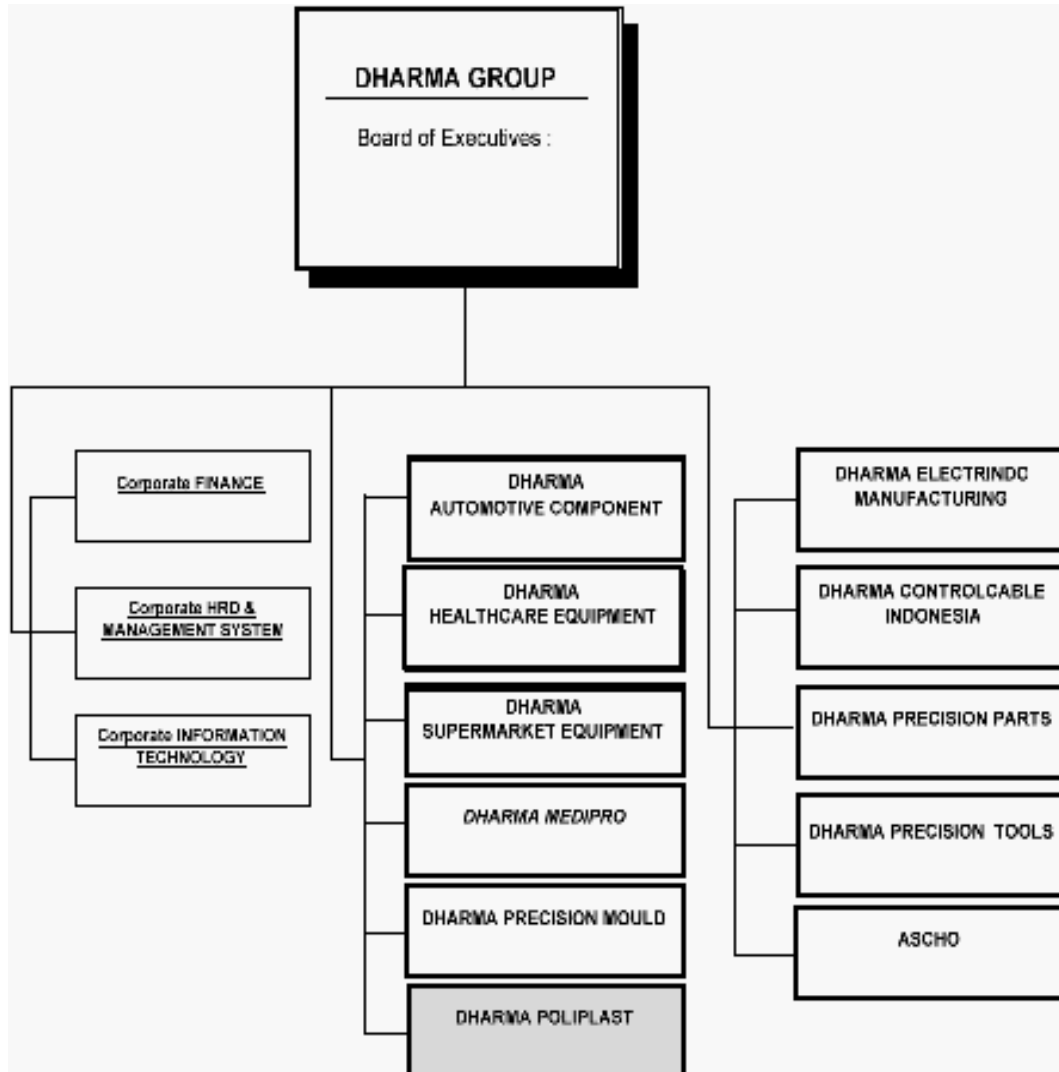 DHARMA GROUP
Board of Executives :
Corporate FINANCE
Corporate HRD &
MANAGEMENT SYSTEM
Corporate INFORMATION
TECHNOLOGY
DHARMA
AUTOMOTIVE COMPONENT
DHARMA
HEALTHCARE EQUIPMENT
DHARMA
SUPERMARKET EQUIPMENT
DHARMA MEDIPRO
DHARMA PRECISION MOULD
DHARMA POLIPLAST
DHARMA ELECTRINDO
MANUFACTURING
DHARMA CONTROLCABLE
INDONESIA
DHARMA PRECISION PARTS
DHARMA PRECISION TOOLS
ASCHO